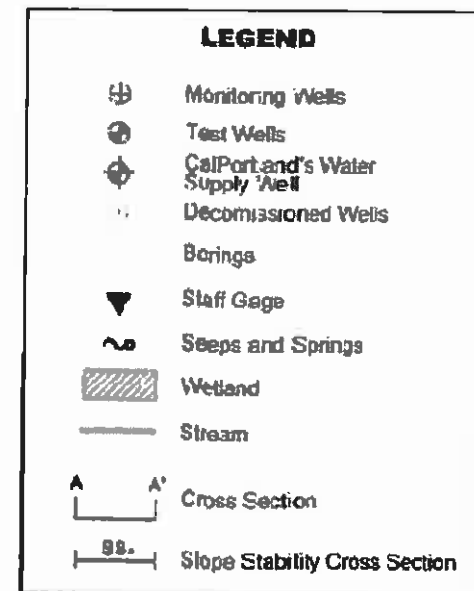 LEGEND
Monitoring Wells
Test Wells
CalPortland's Water
Supply Well
Decomissioned Wells
Borings
Staff Gage
Seeps and Springs
Wetland
Stream
A A'
Cross Section
Slope Stability Cross Section